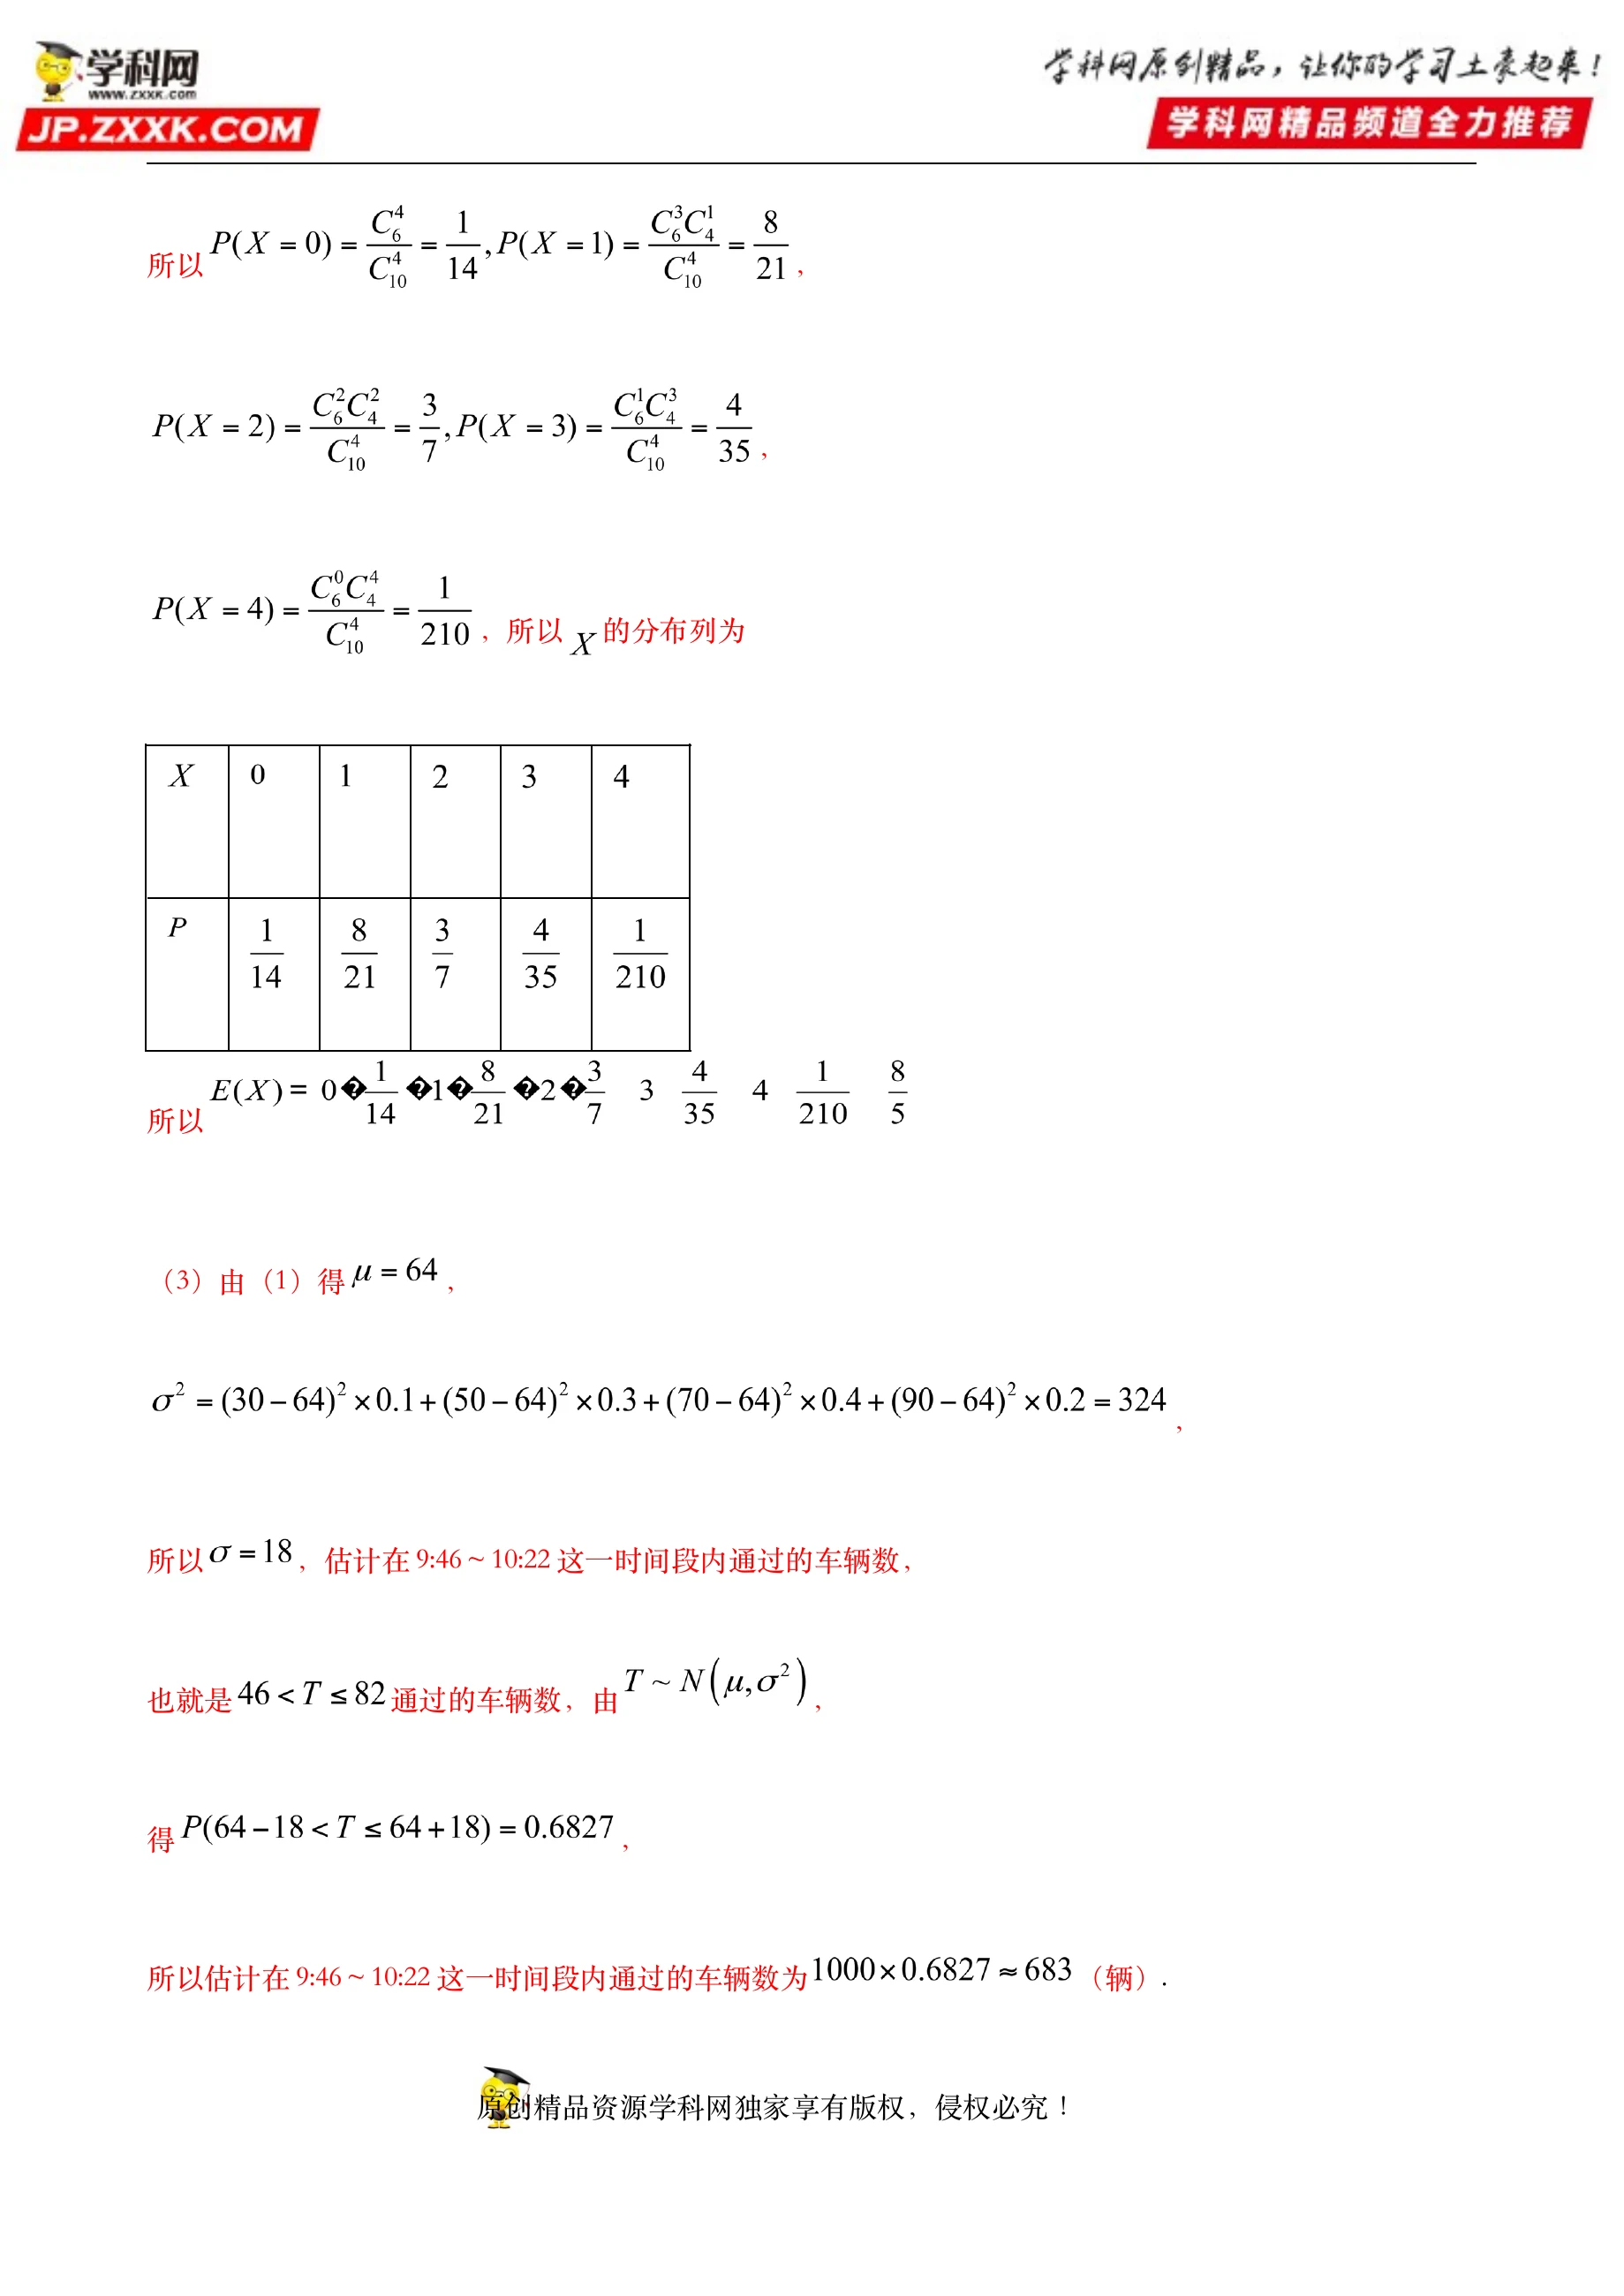 学科网
www.zxxk.com
JP.ZXXK.COM
学科网原创精品，让你的学习土豪起来！
学科网精品频道全力推荐
所以 P(X = 0) = C_6^4/C_10^4 = 1/14, P(X = 1) = C_6^3C_4^1/C_10^4 = 8/21，
P(X = 2) = C_6^2C_4^2/C_10^4 = 3/7, P(X = 3) = C_6^1C_4^3/C_10^4 = 4/35，
P(X = 4) = C_6^0C_4^4/C_10^4 = 1/210，所以 X 的分布列为
X 0 1 2 3 4
P 1/14 8/21 3/7 4/35 1/210
所以 E(X) = 0�1/14�1�8/21�2�3/7 3 4/35 4 1/210 8/5
（3）由（1）得 μ = 64，
σ² = (30 − 64)² × 0.1 + (50 − 64)² × 0.3 + (70 − 64)² × 0.4 + (90 − 64)² × 0.2 = 324，
所以 σ = 18，估计在 9:46 ~ 10:22 这一时间段内通过的车辆数，
也就是 46 < T ≤ 82 通过的车辆数，由 T ~ N(μ, σ²)，
得 P(64 − 18 < T ≤ 64 + 18) = 0.6827，
所以估计在 9:46 ~ 10:22 这一时间段内通过的车辆数为 1000 × 0.6827 ≈ 683（辆）.
原创精品资源学科网独家享有版权，侵权必究！